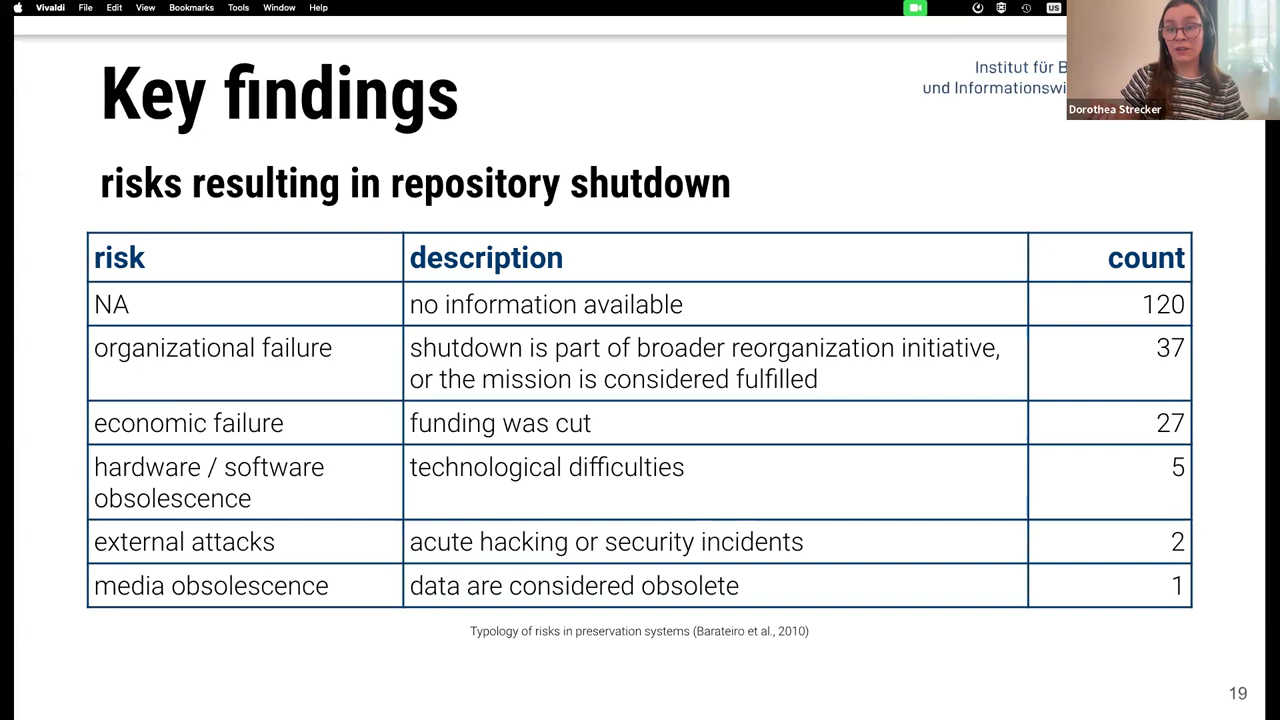 Vivaldi File Edit View Bookmarks Tools Window Help US
Key findings
Institut für B
und Informationswi
Dorothea Strecker
risks resulting in repository shutdown
risk description count
NA no information available 120
organizational failure shutdown is part of broader reorganization initiative, 37
or the mission is considered fulfilled
economic failure funding was cut 27
hardware / software technological difficulties 5
obsolescence
external attacks acute hacking or security incidents 2
media obsolescence data are considered obsolete 1
Typology of risks in preservation systems (Barateiro et al., 2010)
19